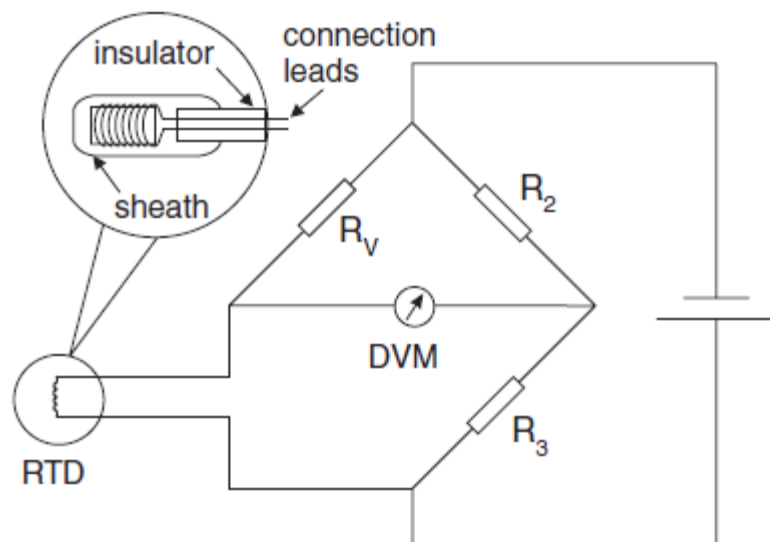 connection
leads
insulator
sheath
R2
RV
DVM
R3
RTD